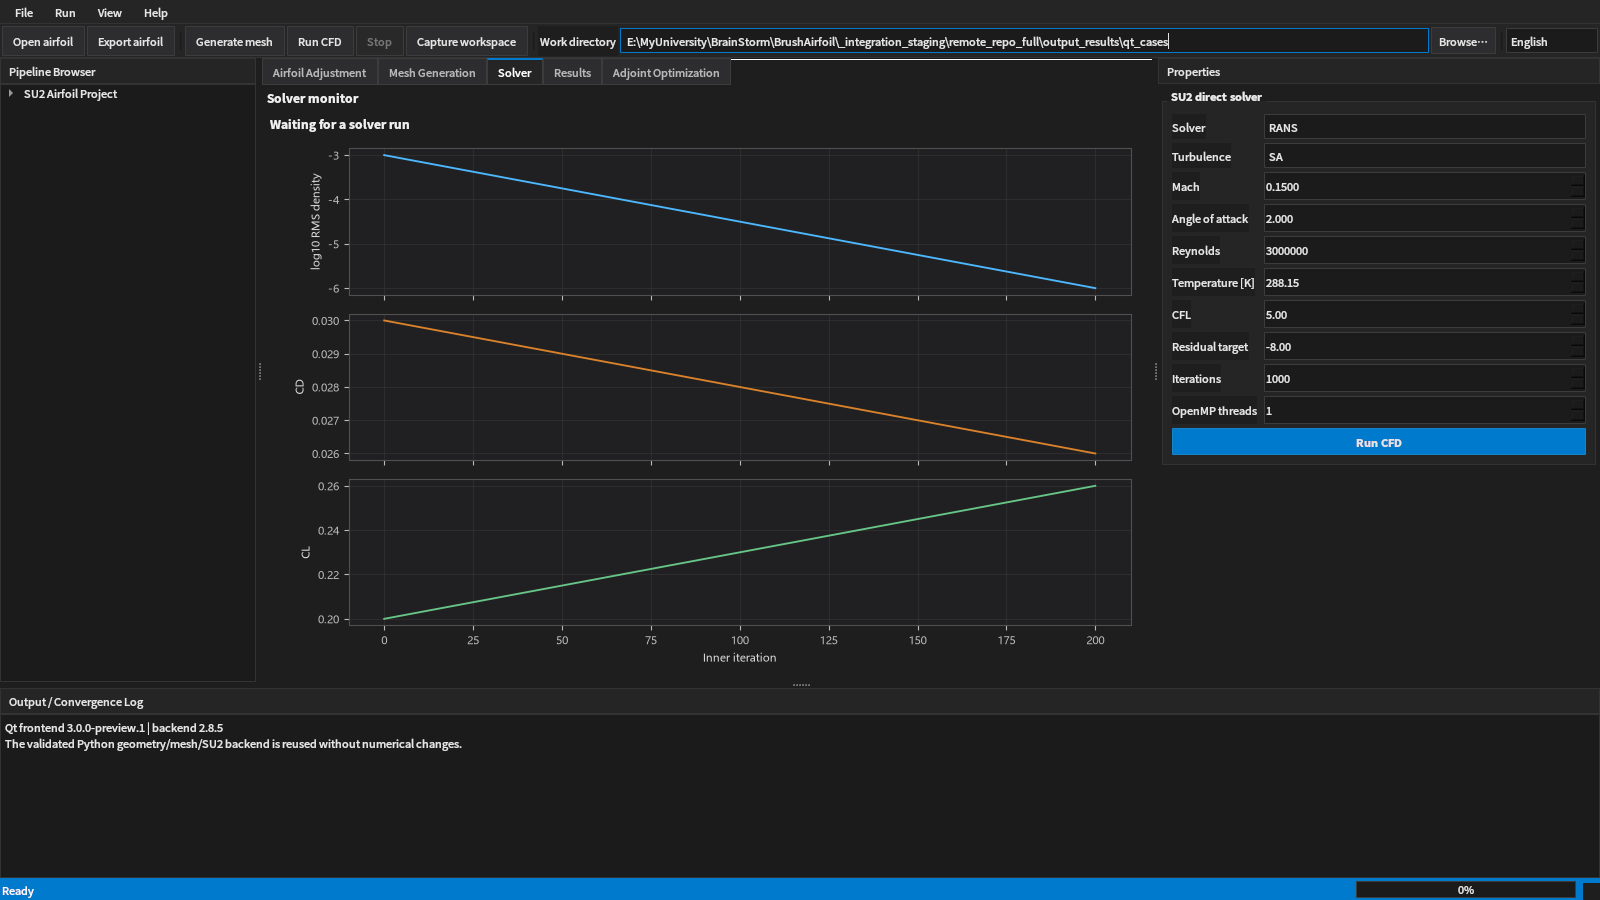 File Run View Help
Open airfoil Export airfoil Generate mesh Run CFD Stop Capture workspace Work directory E:\MyUniversity\BrainStorm\BrushAirfoil\_integration_staging\remote_repo_full\output_results\qt_cases Browse··· English
Pipeline Browser
SU2 Airfoil Project
Airfoil Adjustment Mesh Generation Solver Results Adjoint Optimization
Solver monitor
Waiting for a solver run
log10 RMS density
-3
-4
-5
-6
CD
0.030
0.029
0.028
0.027
0.026
CL
0.26
0.24
0.22
0.20
0 25 50 75 100 125 150 175 200
Inner iteration
Properties
SU2 direct solver
Solver RANS
Turbulence SA
Mach 0.1500
Angle of attack 2.000
Reynolds 3000000
Temperature [K] 288.15
CFL 5.00
Residual target -8.00
Iterations 1000
OpenMP threads 1
Run CFD
Output / Convergence Log
Qt frontend 3.0.0-preview.1 | backend 2.8.5
The validated Python geometry/mesh/SU2 backend is reused without numerical changes.
Ready 0%